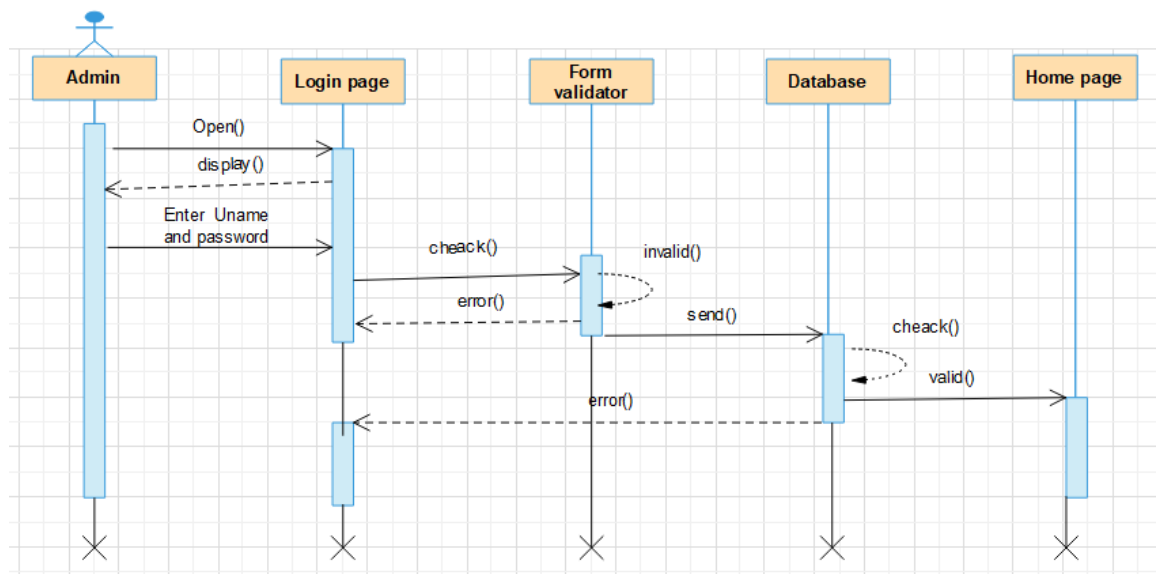 Admin
Login page
Form
validator
Database
Home page
Open()
display()
Enter Uname
and password
cheack()
invalid()
error()
send()
cheack()
valid()
error()